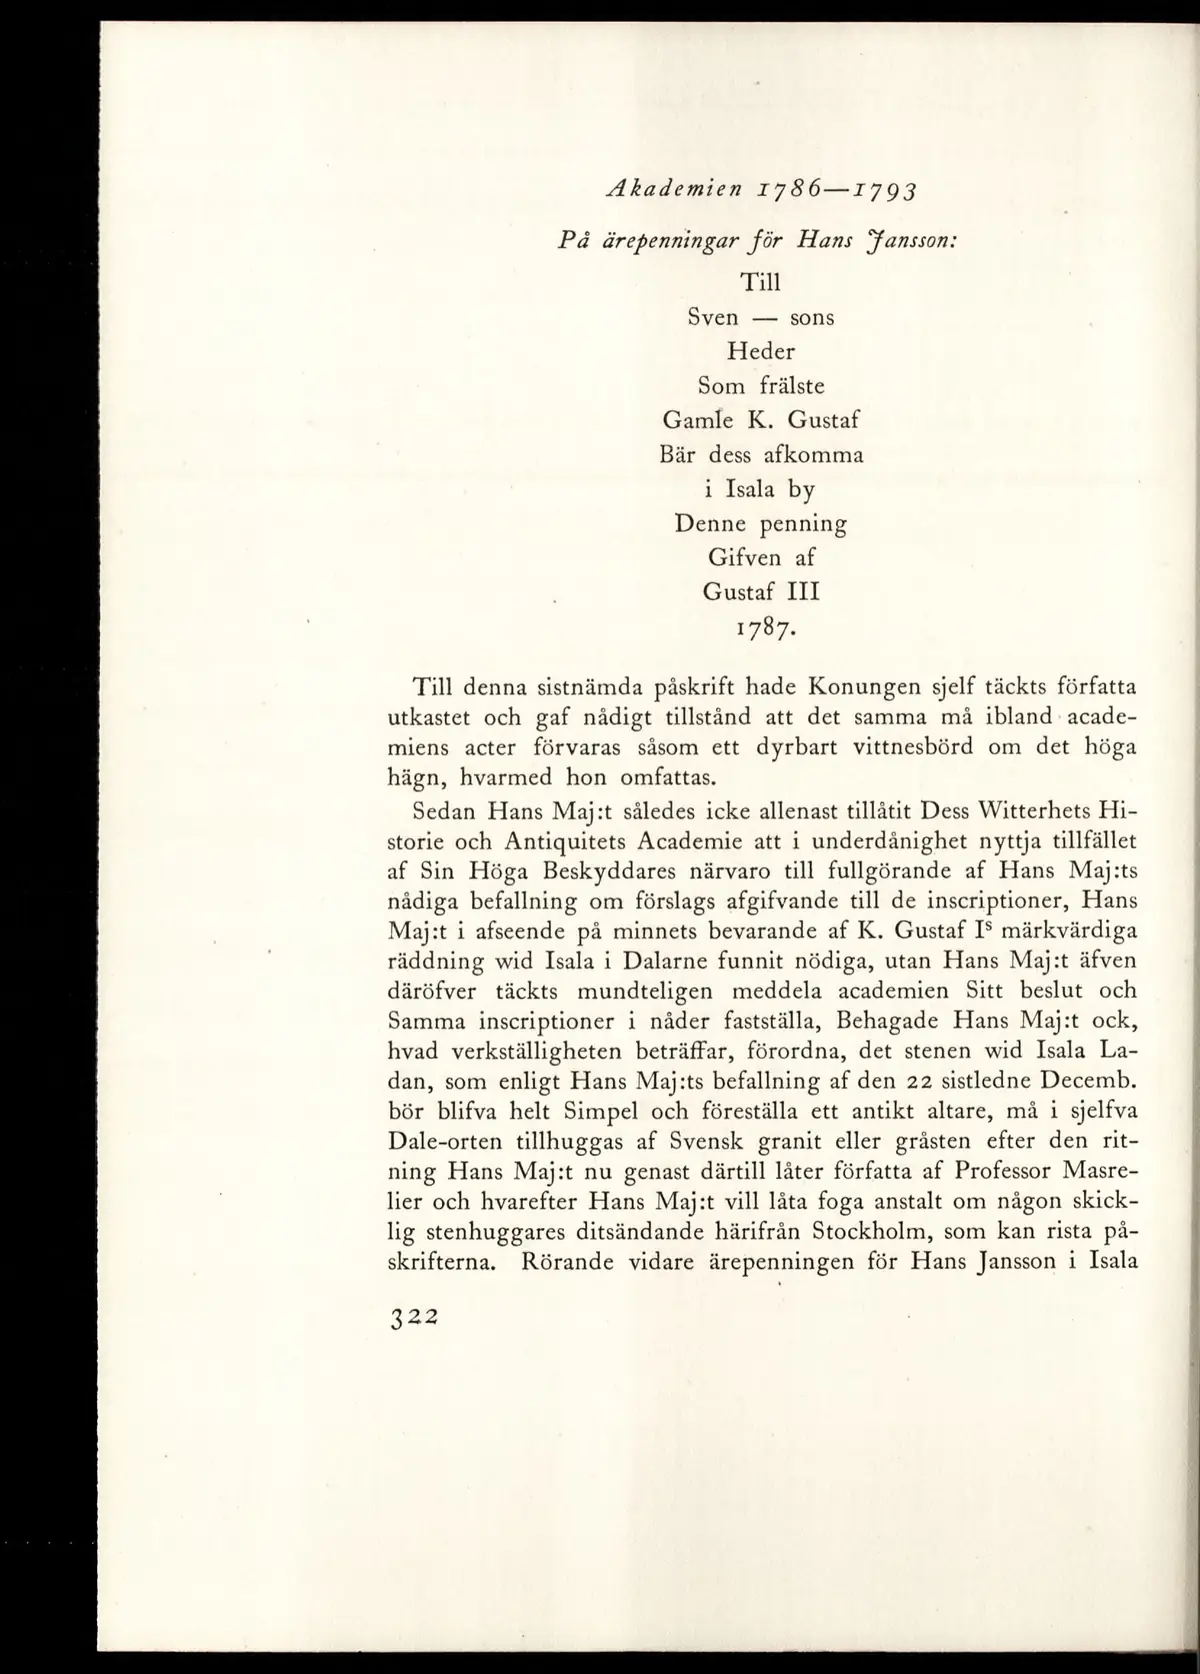 Akademien 1786—1793
På ärepenningar för Hans Jansson:
Till
Sven — sons
Heder
Som frälste
Gamle K. Gustaf
Bär dess afkomma
i Isala by
Denne penning
Gifven af
Gustaf III
1787.
Till denna sistnämda påskrift hade Konungen sjelf täckts författa
utkastet och gaf nådigt tillstånd att det samma må ibland acade-
miens acter förvaras såsom ett dyrbart vittnesbörd om det höga
hägn, hvarmed hon omfattas.
Sedan Hans Maj:t således icke allenast tillåtit Dess Witterhets Hi-
storie och Antiquitets Academie att i underdånighet nyttja tillfället
af Sin Höga Beskyddares närvaro till fullgörande af Hans Maj:ts
nådiga befallning om förslags afgifvande till de inscriptioner, Hans
Maj:t i afseende på minnets bevarande af K. Gustaf Iˢ märkvärdiga
räddning wid Isala i Dalarne funnit nödiga, utan Hans Maj:t äfven
däröfver täckts mundteligen meddela academien Sitt beslut och
Samma inscriptioner i nåder fastställa, Behagade Hans Maj:t ock,
hvad verkställigheten beträffar, förordna, det stenen wid Isala La-
dan, som enligt Hans Maj:ts befallning af den 22 sistledne Decemb.
bör blifva helt Simpel och föreställa ett antikt altare, må i sjelfva
Dale-orten tillhuggas af Svensk granit eller gråsten efter den rit-
ning Hans Maj:t nu genast därtill låter författa af Professor Masre-
lier och hvarefter Hans Maj:t vill låta foga anstalt om någon skick-
lig stenhuggares ditsändande härifrån Stockholm, som kan rista på-
skrifterna. Rörande vidare ärepenningen för Hans Jansson i Isala
322